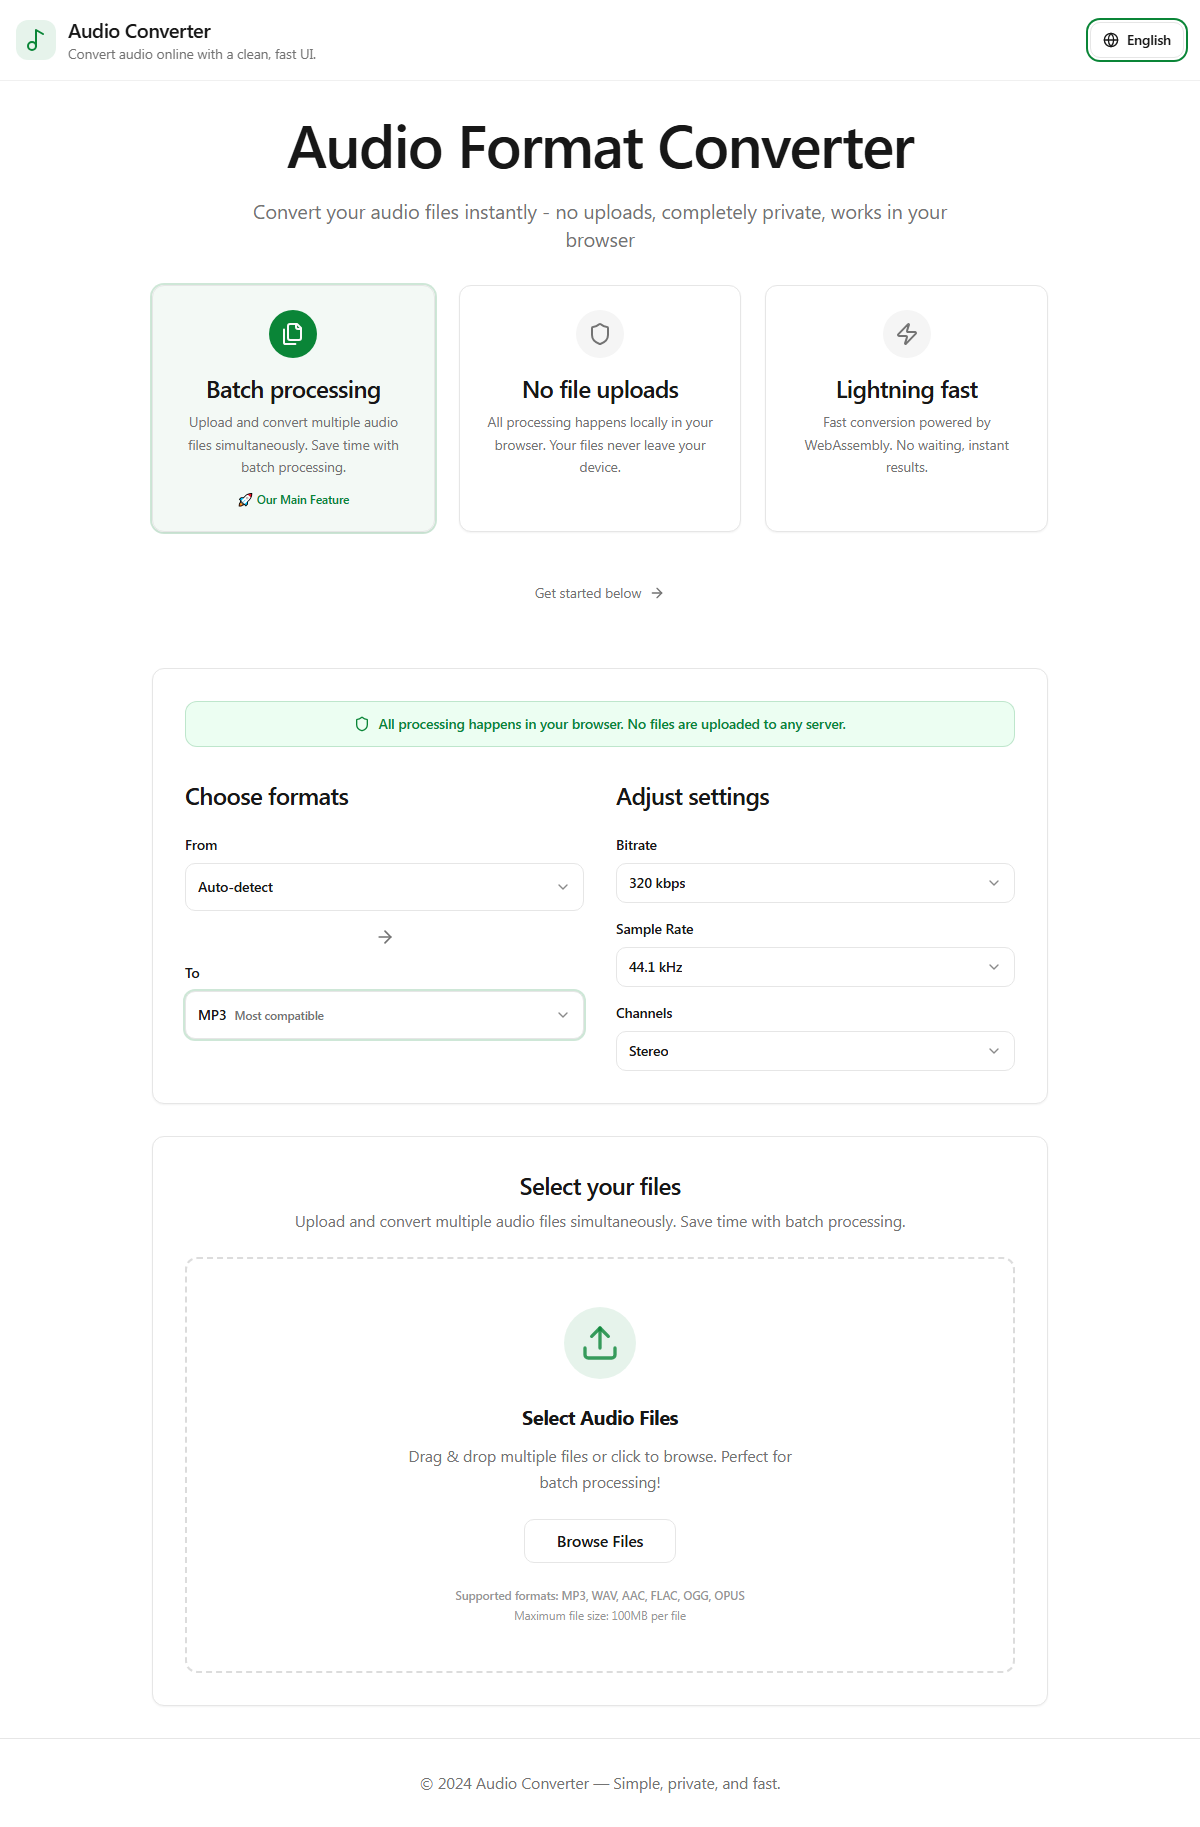 Audio Converter
Convert audio online with a clean, fast UI.
English
Audio Format Converter
Convert your audio files instantly - no uploads, completely private, works in your
browser
Batch processing
Upload and convert multiple audio
files simultaneously. Save time with
batch processing.
🚀 Our Main Feature
No file uploads
All processing happens locally in your
browser. Your files never leave your
device.
Lightning fast
Fast conversion powered by
WebAssembly. No waiting, instant
results.
Get started below
All processing happens in your browser. No files are uploaded to any server.
Choose formats
From
Auto-detect
To
MP3 Most compatible
Adjust settings
Bitrate
320 kbps
Sample Rate
44.1 kHz
Channels
Stereo
Select your files
Upload and convert multiple audio files simultaneously. Save time with batch processing.
Select Audio Files
Drag & drop multiple files or click to browse. Perfect for
batch processing!
Browse Files
Supported formats: MP3, WAV, AAC, FLAC, OGG, OPUS
Maximum file size: 100MB per file
© 2024 Audio Converter — Simple, private, and fast.